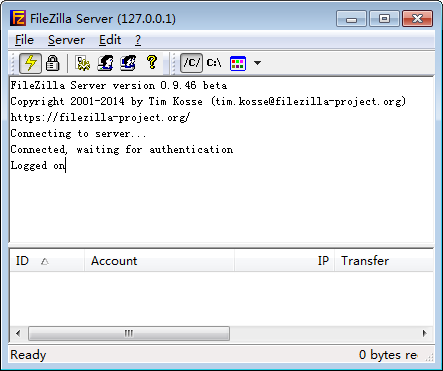 FileZilla Server (127.0.0.1)
File Server Edit ?
/C/ C:\
FileZilla Server version 0.9.46 beta
Copyright 2001-2014 by Tim Kosse (tim.kosse@filezilla-project.org)
https://filezilla-project.org/
Connecting to server...
Connected, waiting for authentication
Logged on
ID Account IP Transfer
Ready 0 bytes re